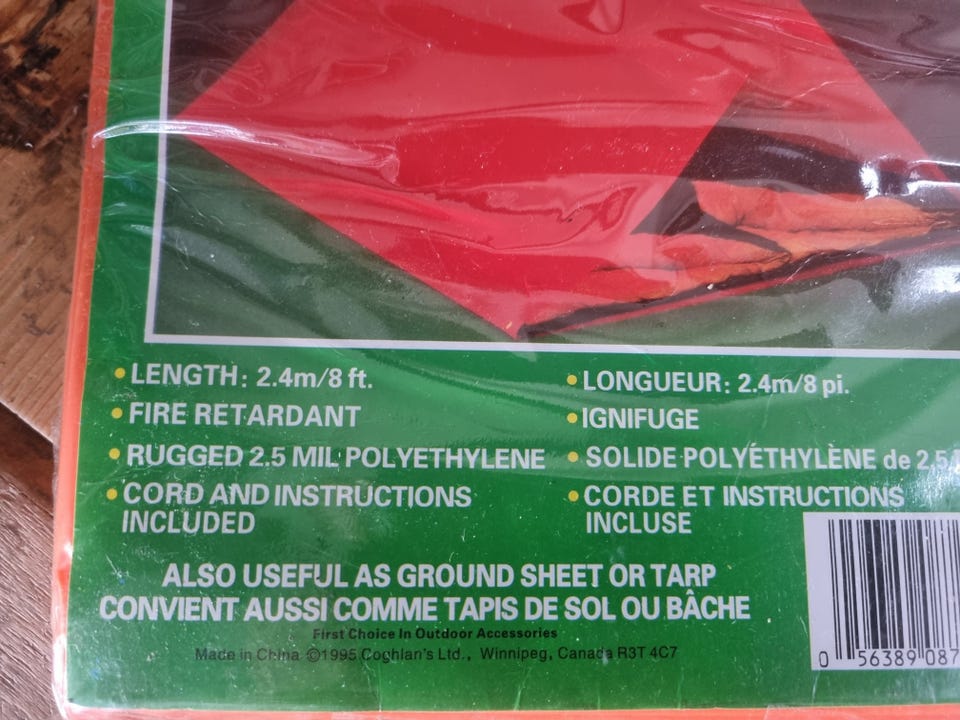 • LENGTH: 2.4m/8 ft.
• FIRE RETARDANT
• RUGGED 2.5 MIL POLYETHYLENE
• CORD AND INSTRUCTIONS
INCLUDED
• LONGUEUR: 2.4m/8 pi.
• IGNIFUGE
• SOLIDE POLYÉTHYLÈNE de 2.5
• CORDE ET INSTRUCTIONS
INCLUSE
ALSO USEFUL AS GROUND SHEET OR TARP
CONVIENT AUSSI COMME TAPIS DE SOL OU BÂCHE
First Choice In Outdoor Accessories
Made in China ©1995 Coghlan's Ltd., Winnipeg, Canada R3T 4C7
0 56389 087